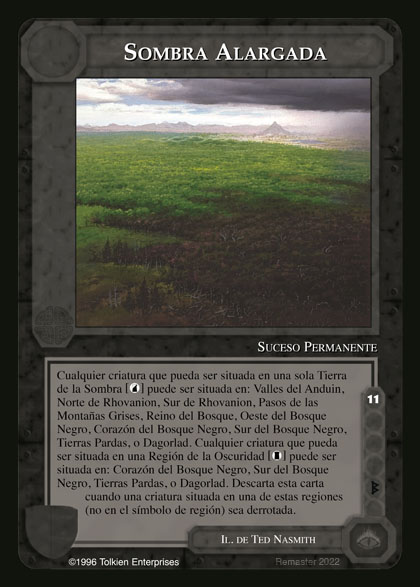 SOMBRA ALARGADA
SUCESO PERMANENTE
Cualquier criatura que pueda ser situada en una sola Tierra
de la Sombra [ ] puede ser situada en: Valles del Anduin,
Norte de Rhovanion, Sur de Rhovanion, Pasos de las
Montañas Grises, Reino del Bosque, Oeste del Bosque
Negro, Corazón del Bosque Negro, Sur del Bosque Negro,
Tierras Pardas, o Dagorlad. Cualquier criatura que pueda
ser situada en una Región de la Oscuridad [ ] puede ser
situada en: Corazón del Bosque Negro, Sur del Bosque
Negro, Tierras Pardas, o Dagorlad. Descarta esta carta
cuando una criatura situada en una de estas regiones
(no en el símbolo de región) sea derrotada.
11
IL. DE TED NASMITH
©1996 Tolkien Enterprises
Remaster 2022